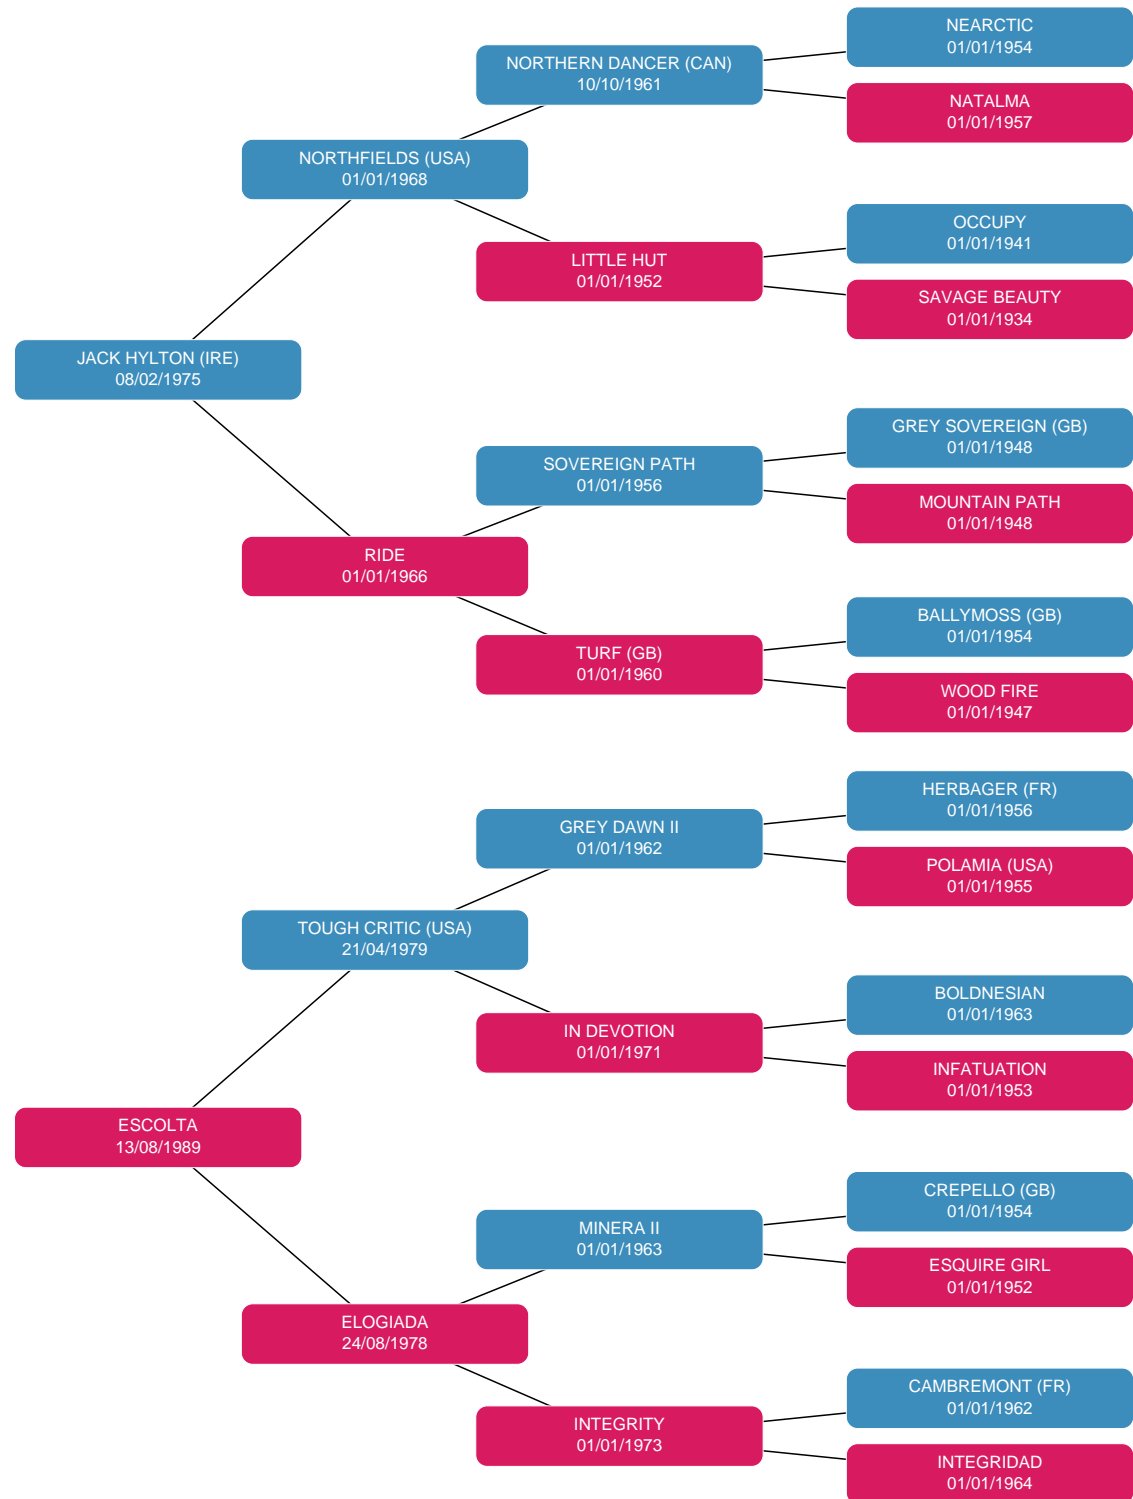 NEARCTIC
01/01/1954
NORTHERN DANCER (CAN)
10/10/1961
NATALMA
01/01/1957
NORTHFIELDS (USA)
01/01/1968
OCCUPY
01/01/1941
LITTLE HUT
01/01/1952
SAVAGE BEAUTY
01/01/1934
JACK HYLTON (IRE)
08/02/1975
GREY SOVEREIGN (GB)
01/01/1948
SOVEREIGN PATH
01/01/1956
MOUNTAIN PATH
01/01/1948
RIDE
01/01/1966
BALLYMOSS (GB)
01/01/1954
TURF (GB)
01/01/1960
WOOD FIRE
01/01/1947
HERBAGER (FR)
01/01/1956
GREY DAWN II
01/01/1962
POLAMIA (USA)
01/01/1955
TOUGH CRITIC (USA)
21/04/1979
BOLDNESIAN
01/01/1963
IN DEVOTION
01/01/1971
INFATUATION
01/01/1953
ESCOLTA
13/08/1989
CREPELLO (GB)
01/01/1954
MINERA II
01/01/1963
ESQUIRE GIRL
01/01/1952
ELOGIADA
24/08/1978
CAMBREMONT (FR)
01/01/1962
INTEGRITY
01/01/1973
INTEGRIDAD
01/01/1964